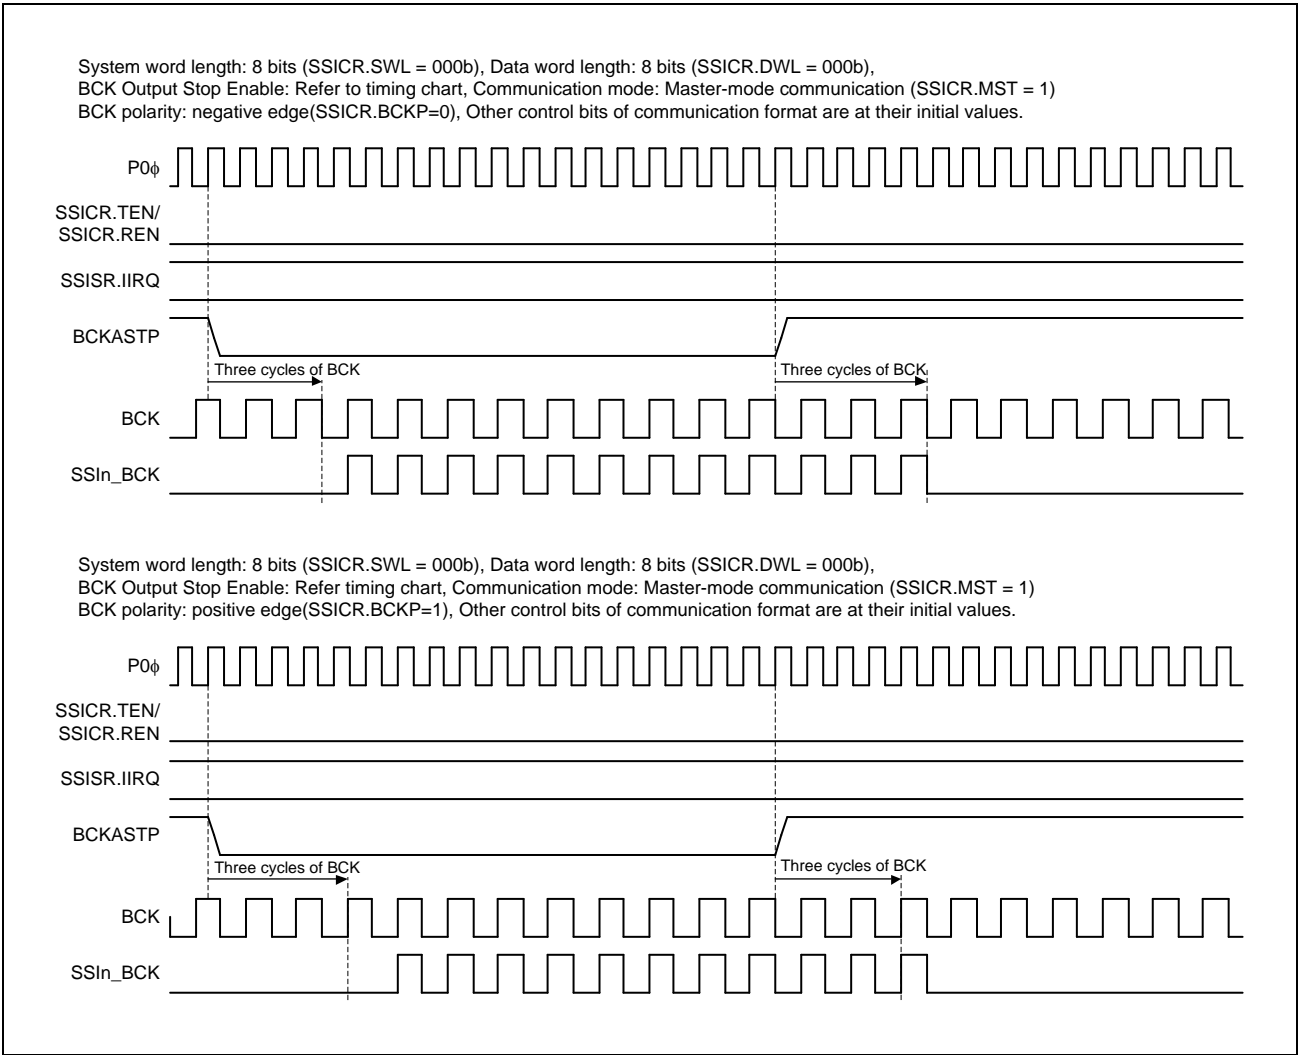 System word length: 8 bits (SSICR.SWL = 000b), Data word length: 8 bits (SSICR.DWL = 000b),
BCK Output Stop Enable: Refer to timing chart, Communication mode: Master-mode communication (SSICR.MST = 1)
BCK polarity: negative edge(SSICR.BCKP=0), Other control bits of communication format are at their initial values.
P0ϕ
SSICR.TEN/
SSICR.REN
SSISR.IIRQ
BCKASTP
Three cycles of BCK Three cycles of BCK
BCK
SSIn_BCK
System word length: 8 bits (SSICR.SWL = 000b), Data word length: 8 bits (SSICR.DWL = 000b),
BCK Output Stop Enable: Refer timing chart, Communication mode: Master-mode communication (SSICR.MST = 1)
BCK polarity: positive edge(SSICR.BCKP=1), Other control bits of communication format are at their initial values.
P0ϕ
SSICR.TEN/
SSICR.REN
SSISR.IIRQ
BCKASTP
Three cycles of BCK Three cycles of BCK
BCK
SSIn_BCK